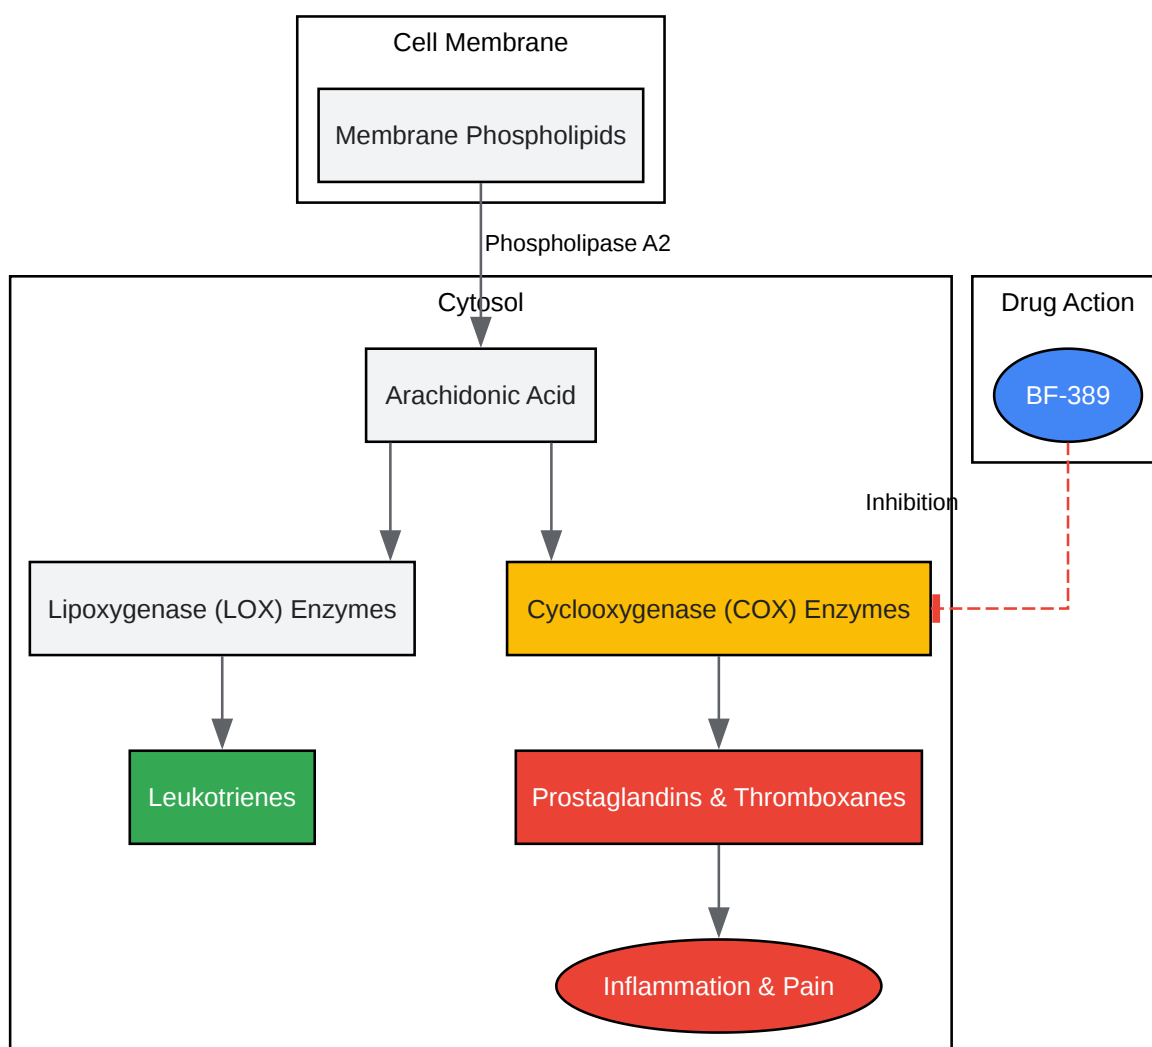 Cell Membrane
Membrane Phospholipids
Phospholipase A2
Cytosol
Drug Action
Arachidonic Acid
BF-389
Inhibition
Lipoxygenase (LOX) Enzymes
Cyclooxygenase (COX) Enzymes
Leukotrienes
Prostaglandins & Thromboxanes
Inflammation & Pain